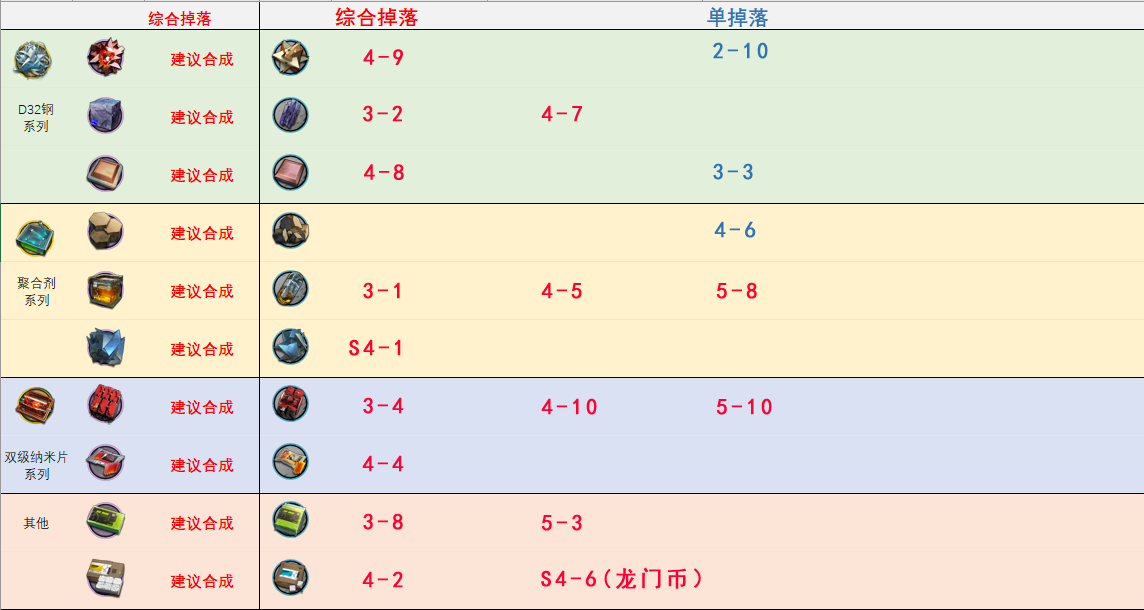 综合掉落 综合掉落 单掉落
建议合成 4-9 2-10
D32钢
系列
建议合成 3-2 4-7
建议合成 4-8 3-3
建议合成 4-6
聚合剂
系列
建议合成 3-1 4-5 5-8
建议合成 S4-1
建议合成 3-4 4-10 5-10
双级纳米片
系列
建议合成 4-4
其他 建议合成 3-8 5-3
建议合成 4-2 S4-6(龙门币)